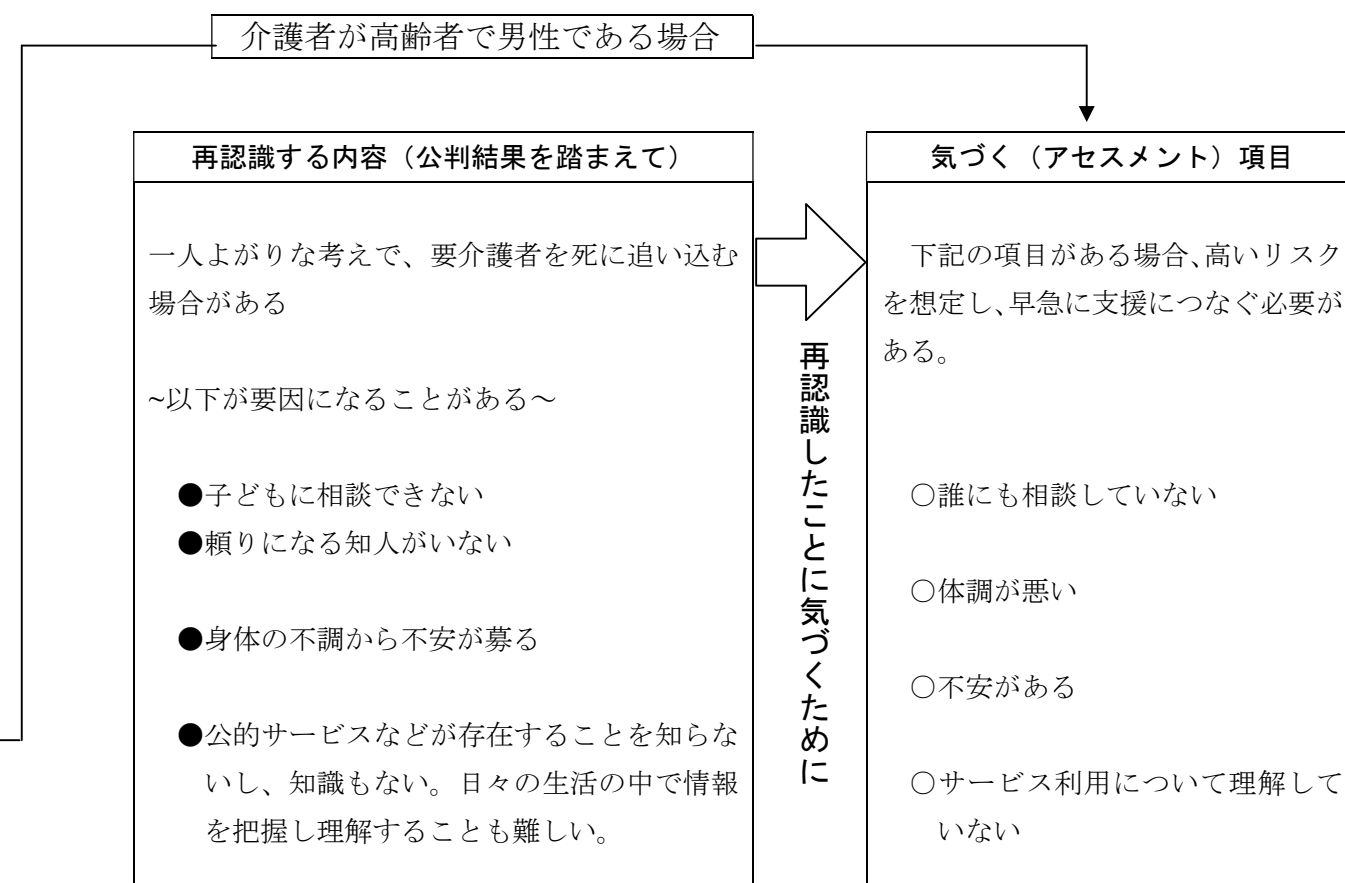 介護者が高齢者で男性である場合
再認識する内容（公判結果を踏まえて）
一人よがりな考えで、要介護者を死に追い込む
場合がある
~以下が要因になることがある～
●子どもに相談できない
●頼りになる知人がいない
●身体の不調から不安が募る
●公的サービスなどが存在することを知らな
いし、知識もない。日々の生活の中で情報
を把握し理解することも難しい。
再認識したことに気づくために
気づく（アセスメント）項目
下記の項目がある場合、高いリスク
を想定し、早急に支援につなぐ必要が
ある。
○誰にも相談していない
○体調が悪い
○不安がある
○サービス利用について理解して
いない